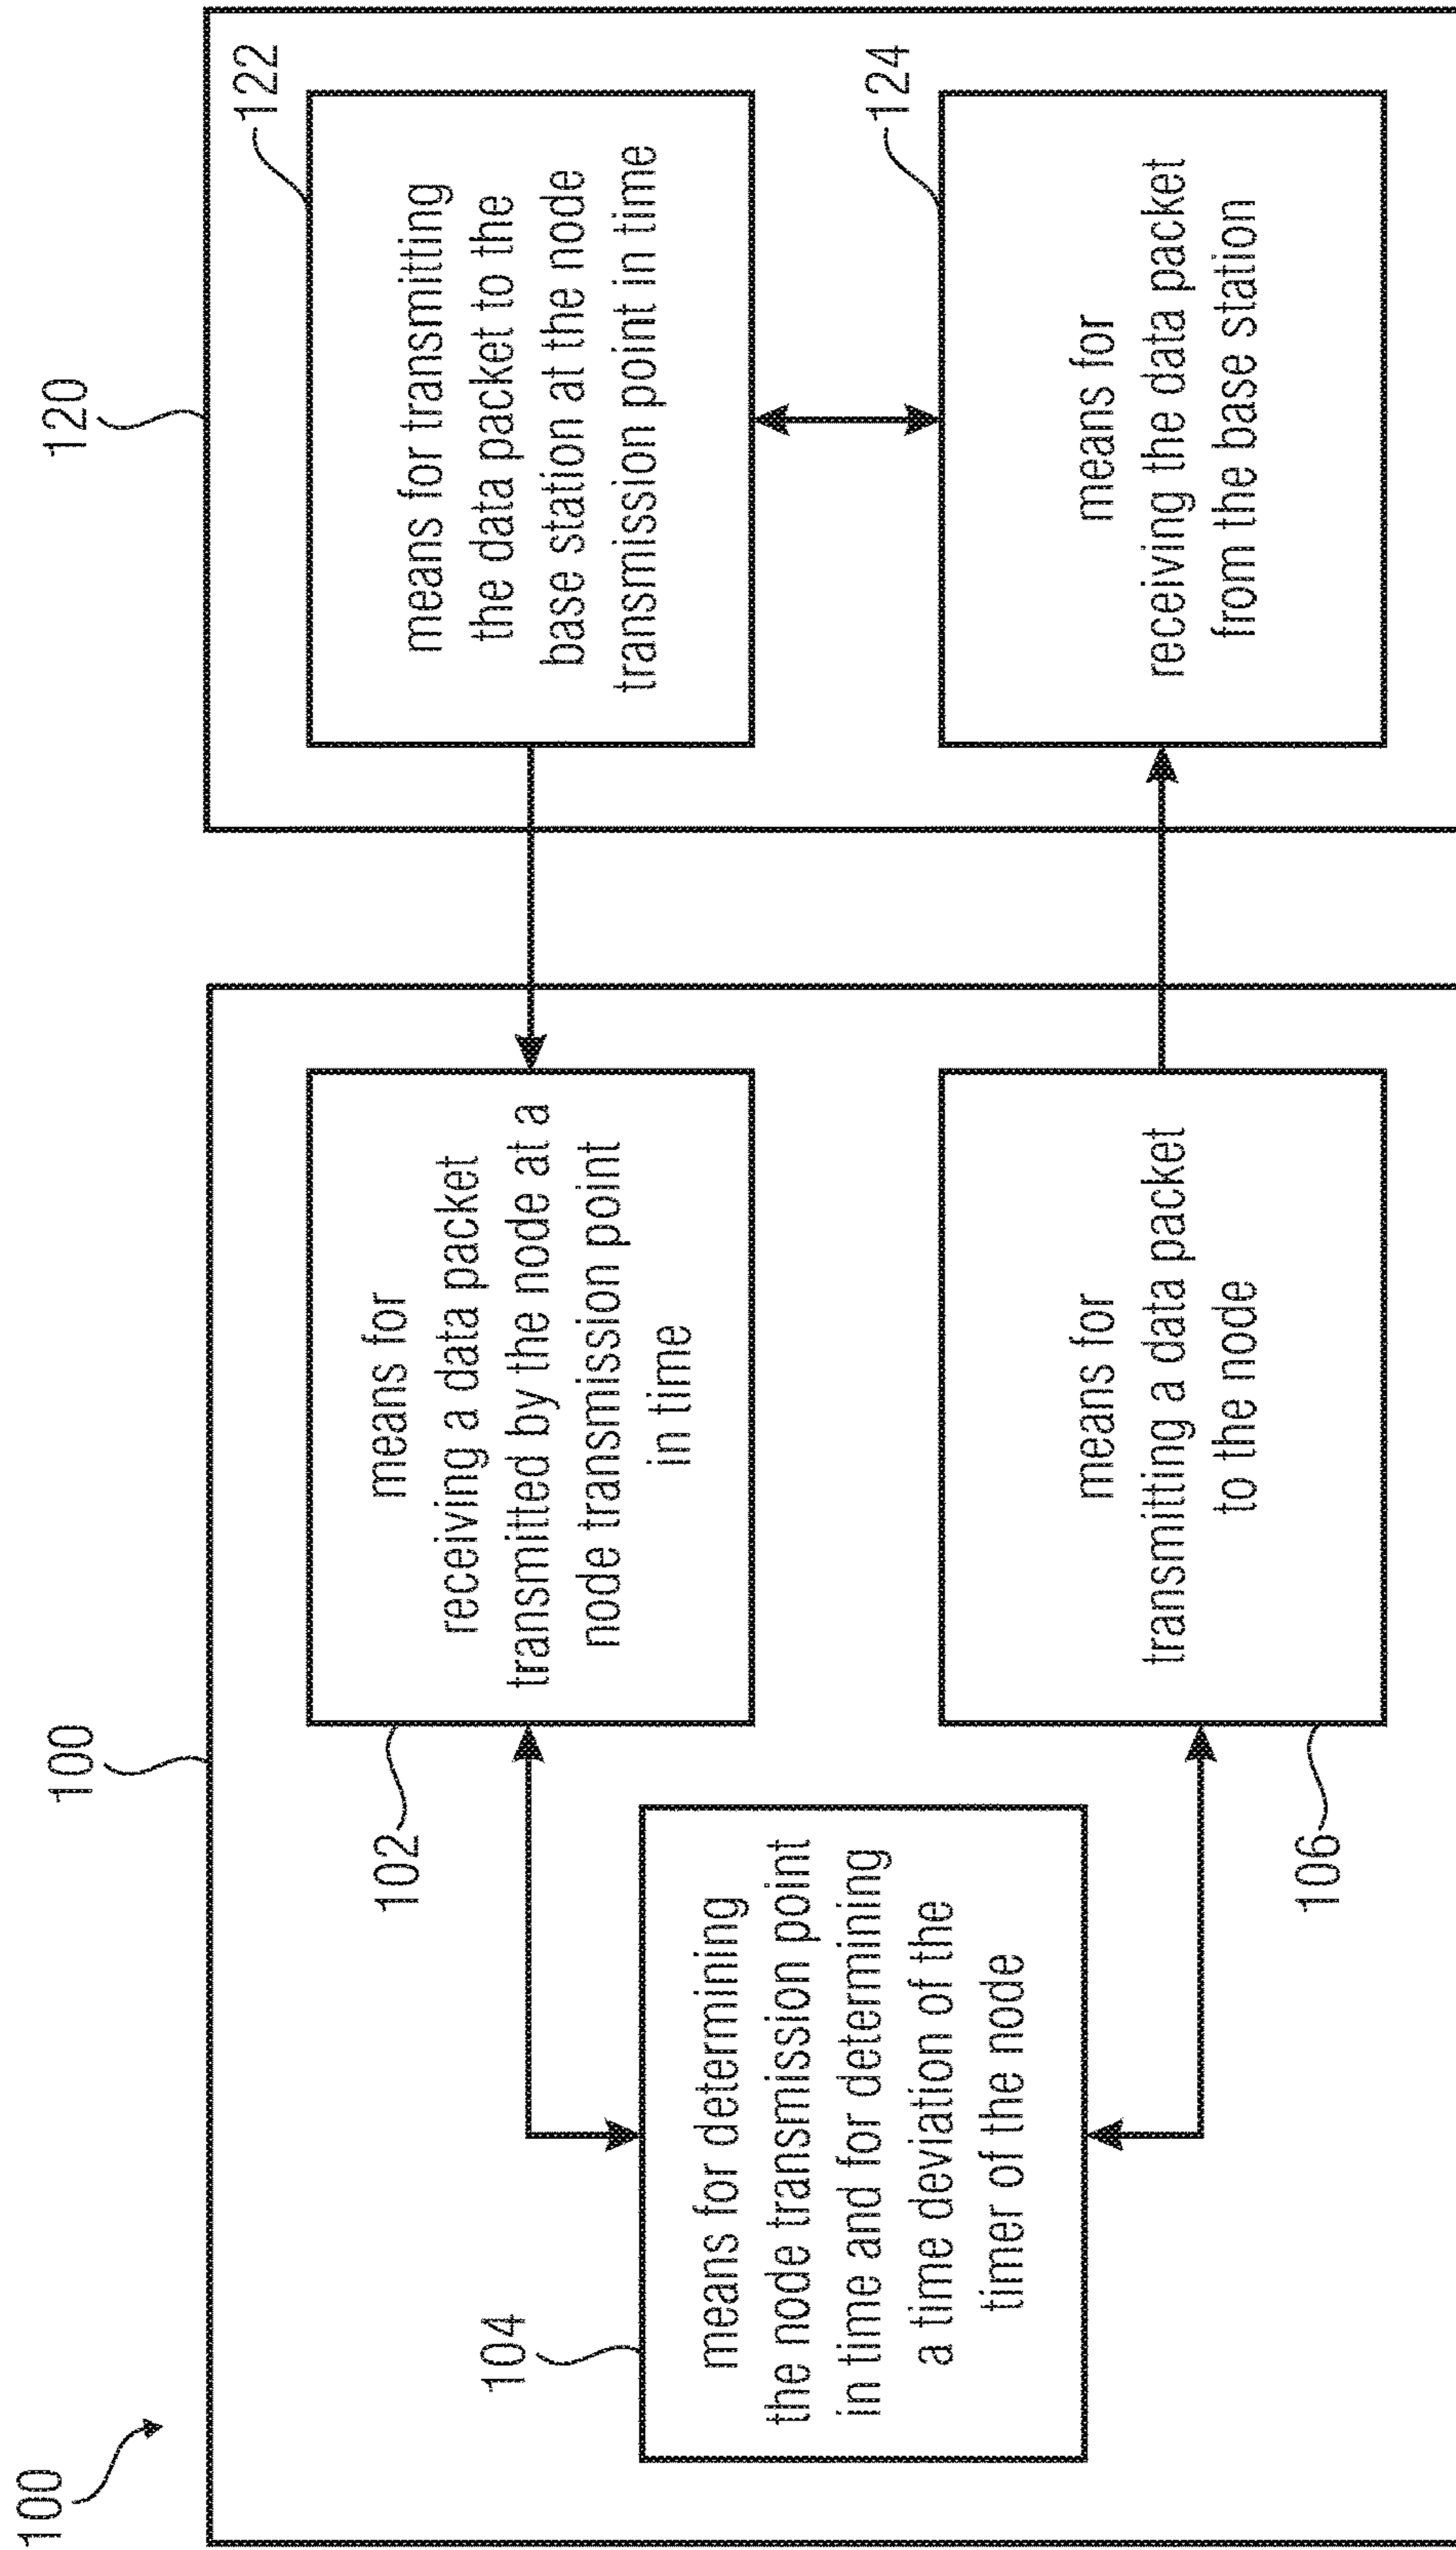 100
100
120
102
means for
receiving a data packet
transmitted by the node at a
node transmission point
in time
122
means for transmitting
the data packet to the
base station at the node
transmission point in time
104
means for determining
the node transmission point
in time and for determining
a time deviation of the
timer of the node
106
means for
transmitting a data packet
to the node
124
means for
receiving the data packet
from the base station